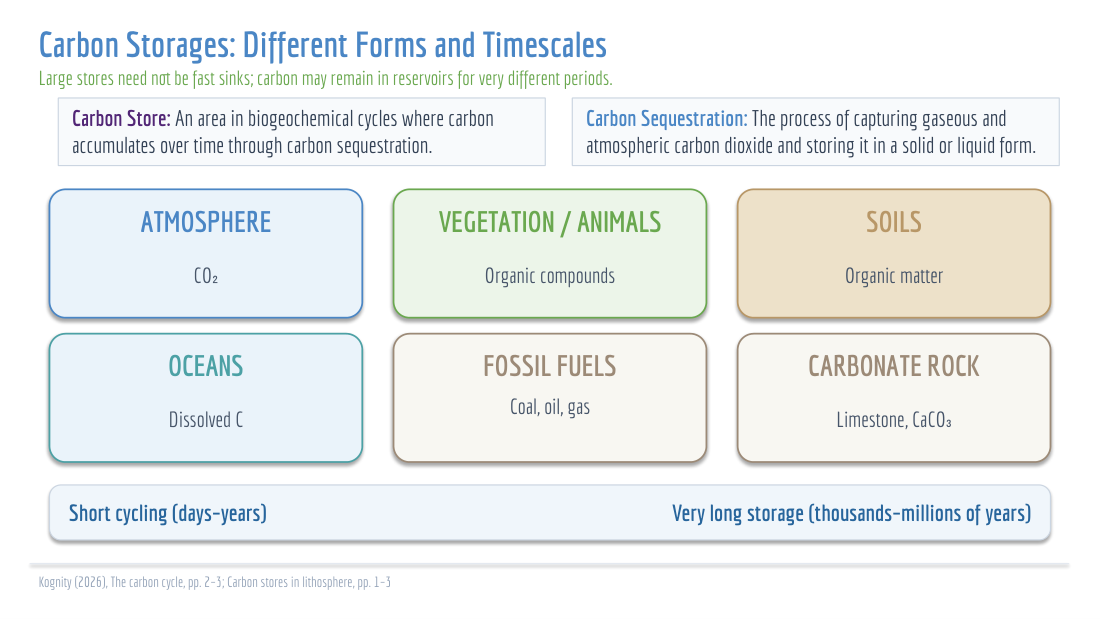 Carbon Storages: Different Forms and Timescales
Large stores need not be fast sinks; carbon may remain in reservoirs for very different periods.
Carbon Store: An area in biogeochemical cycles where carbon
accumulates over time through carbon sequestration.
Carbon Sequestration: The process of capturing gaseous and
atmospheric carbon dioxide and storing it in a solid or liquid form.
ATMOSPHERE
CO₂
VEGETATION / ANIMALS
Organic compounds
SOILS
Organic matter
OCEANS
Dissolved C
FOSSIL FUELS
Coal, oil, gas
CARBONATE ROCK
Limestone, CaCO₃
Short cycling (days–years)
Very long storage (thousands–millions of years)
Kognity (2026), The carbon cycle, pp. 2–3; Carbon stores in lithosphere, pp. 1–3